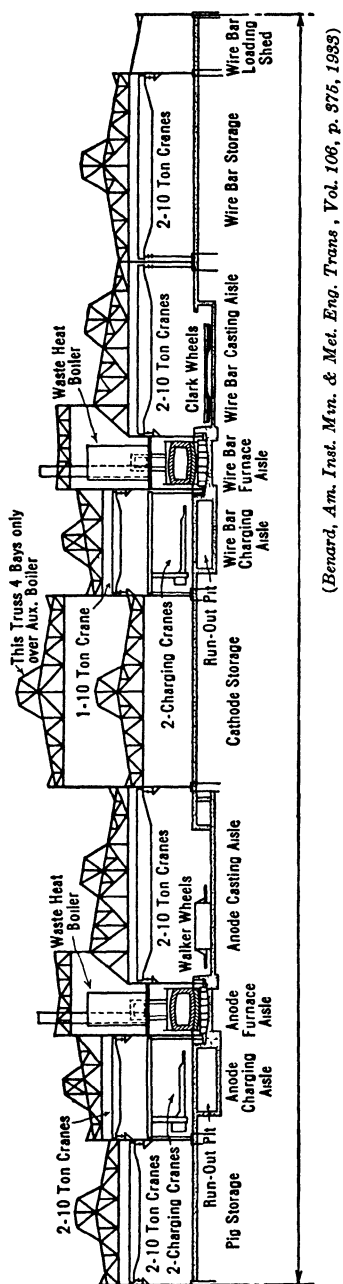 2-10 Ton Cranes
Waste Heat
Boiler
This Truss 4 Bays only
over Aux. Boiler
Waste Heat
Boiler
2-10 Ton Cranes
2-Charging Cranes
2-10 Ton Cranes
Walker Wheels
1-10 Ton Crane
2-Charging Cranes
2-10 Ton Cranes
Clark Wheels
2-10 Ton Cranes
Run-Out Pit
Run-Out Pit
Pig Storage
Anode
Charging
Aisle
Anode
Furnace
Aisle
Anode Casting Aisle
Cathode Storage
Wire Bar
Charging
Aisle
Wire Bar
Furnace
Aisle
Wire Bar Casting Aisle
Wire Bar Storage
Wire Bar
Loading
Shed
(Benard, Am. Inst. Min. & Met. Eng. Trans , Vol. 106, p. 375, 1933)